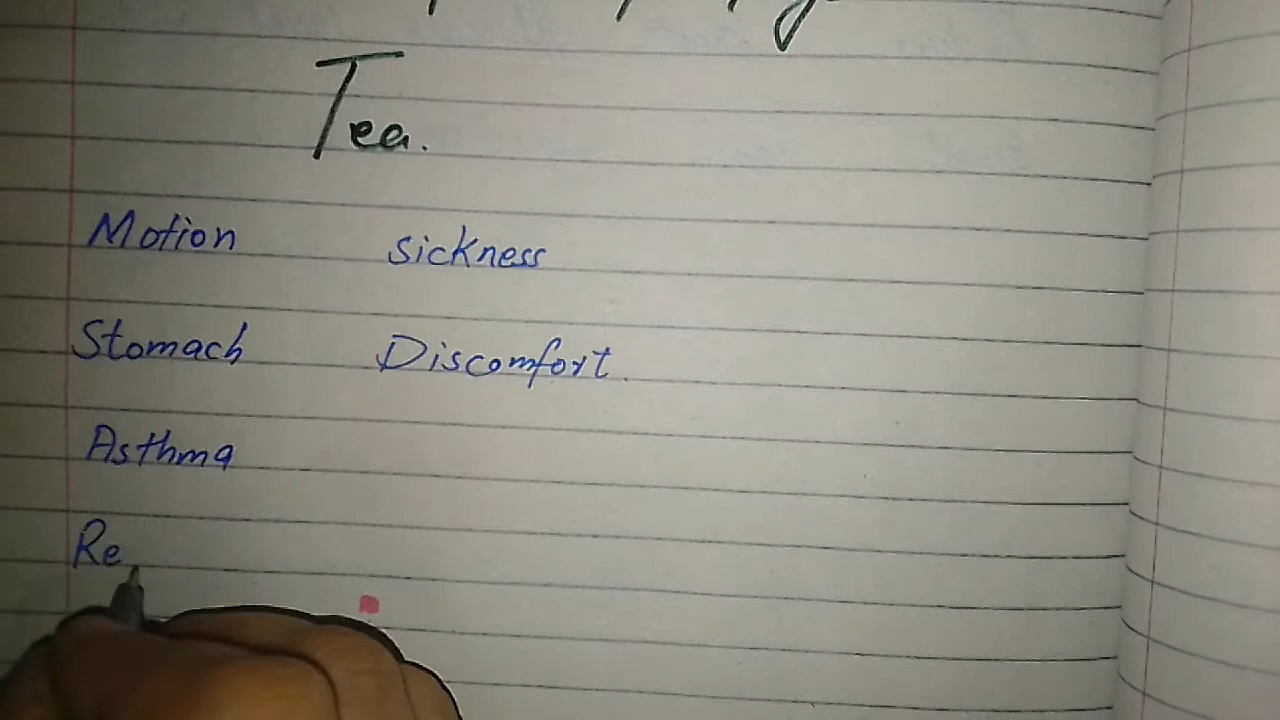 Tea.
Motion Sickness
Stomach Discomfort
Asthma
Re